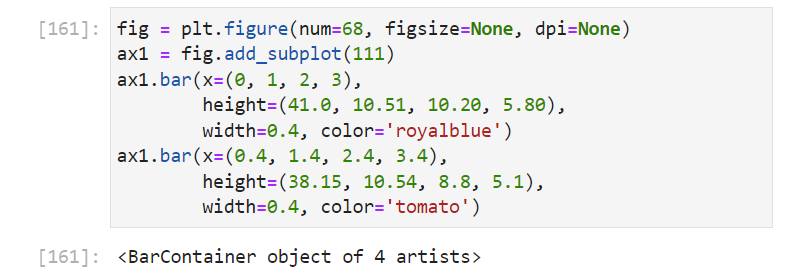 [161]: fig = plt.figure(num=68, figsize=None, dpi=None)
ax1 = fig.add_subplot(111)
ax1.bar(x=(0, 1, 2, 3),
        height=(41.0, 10.51, 10.20, 5.80),
        width=0.4, color='royalblue')
ax1.bar(x=(0.4, 1.4, 2.4, 3.4),
        height=(38.15, 10.54, 8.8, 5.1),
        width=0.4, color='tomato')
[161]: <BarContainer object of 4 artists>